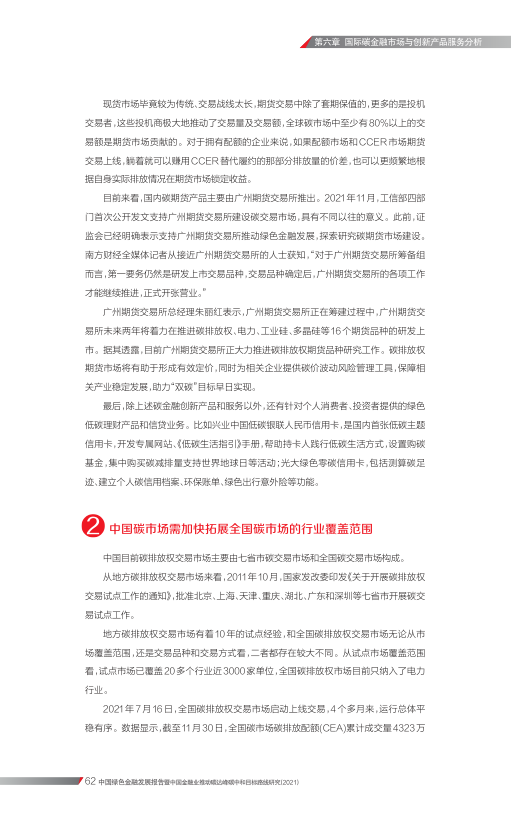 第六章 国际碳金融市场与创新产品服务分析
现货市场毕竟较为传统、交易战线太长，期货交易中除了套期保值的，更多的是投机
交易者，这些投机商极大地推动了交易量及交易额，全球碳市场中至少有80%以上的交
易额是期货市场贡献的。对于拥有配额的企业来说，如果配额市场和CCER市场期货
交易上线，躺着就可以赚用CCER替代履约的那部分排放量的价差，也可以更频繁地根
据自身实际排放情况在期货市场锁定收益。
目前来看，国内碳期货产品主要由广州期货交易所推出。2021年11月，工信部四部
门首次公开发文支持广州期货交易所建设碳交易市场，具有不同以往的意义。此前，证
监会已经明确表示支持广州期货交易所推动绿色金融发展，探索研究碳期货市场建设。
南方财经全媒体记者从接近广州期货交易所的人士获知，“对于广州期货交易所筹备组
而言，第一要务仍然是研发上市交易品种，交易品种确定后，广州期货交易所的各项工作
才能继续推进，正式开张营业。”
广州期货交易所总经理朱丽红表示，广州期货交易所正在筹建过程中，广州期货交
易所未来两年将着力在推进碳排放权、电力、工业硅、多晶硅等16个期货品种的研发上
市。据其透露，目前广州期货交易所正大力推进碳排放权期货品种研究工作。碳排放权
期货市场将有助于形成有效定价，同时为相关企业提供碳价波动风险管理工具，保障相
关产业稳定发展，助力“双碳”目标早日实现。
最后，除上述碳金融创新产品和服务以外，还有针对个人消费者、投资者提供的绿色
低碳理财产品和信贷业务。比如兴业中国低碳银联人民币信用卡，是国内首张低碳主题
信用卡，开发专属网站、《低碳生活指引》手册，帮助持卡人践行低碳生活方式，设置购碳
基金，集中购买碳减排量支持世界地球日等活动；光大绿色零碳信用卡，包括测算碳足
迹、建立个人碳信用档案、环保账单、绿色出行意外险等功能。
2 中国碳市场需加快拓展全国碳市场的行业覆盖范围
中国目前碳排放权交易市场主要由七省市碳交易市场和全国碳交易市场构成。
从地方碳排放权交易市场来看，2011年10月，国家发改委印发《关于开展碳排放权
交易试点工作的通知》，批准北京、上海、天津、重庆、湖北、广东和深圳等七省市开展碳交
易试点工作。
地方碳排放权交易市场有着10年的试点经验，和全国碳排放权交易市场无论从市
场覆盖范围，还是交易品种和交易方式看，二者都存在较大不同。从试点市场覆盖范围
看，试点市场已覆盖20多个行业近3000家单位，全国碳排放权市场目前只纳入了电力
行业。
2021年7月16日，全国碳排放权交易市场启动上线交易，4个多月来，运行总体平
稳有序。数据显示，截至11月30日，全国碳市场碳排放配额(CEA)累计成交量4323万
62 中国绿色金融发展报告暨中国金融业推动碳达峰碳中和目标路线研究(2021)